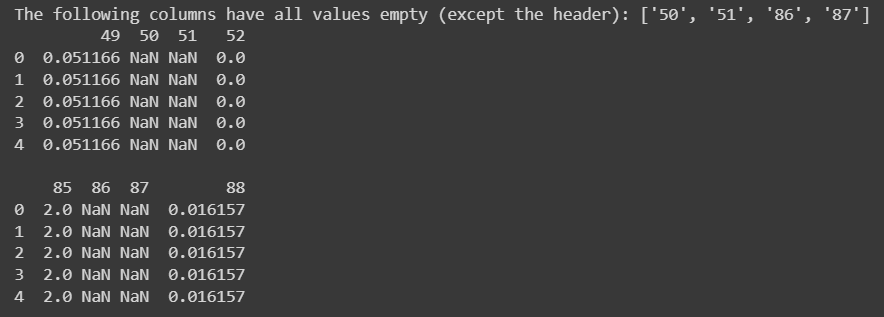 The following columns have all values empty (except the header): ['50', '51', '86', '87']
49 50 51 52
0 0.051166 NaN NaN 0.0
1 0.051166 NaN NaN 0.0
2 0.051166 NaN NaN 0.0
3 0.051166 NaN NaN 0.0
4 0.051166 NaN NaN 0.0
85 86 87 88
0 2.0 NaN NaN 0.016157
1 2.0 NaN NaN 0.016157
2 2.0 NaN NaN 0.016157
3 2.0 NaN NaN 0.016157
4 2.0 NaN NaN 0.016157